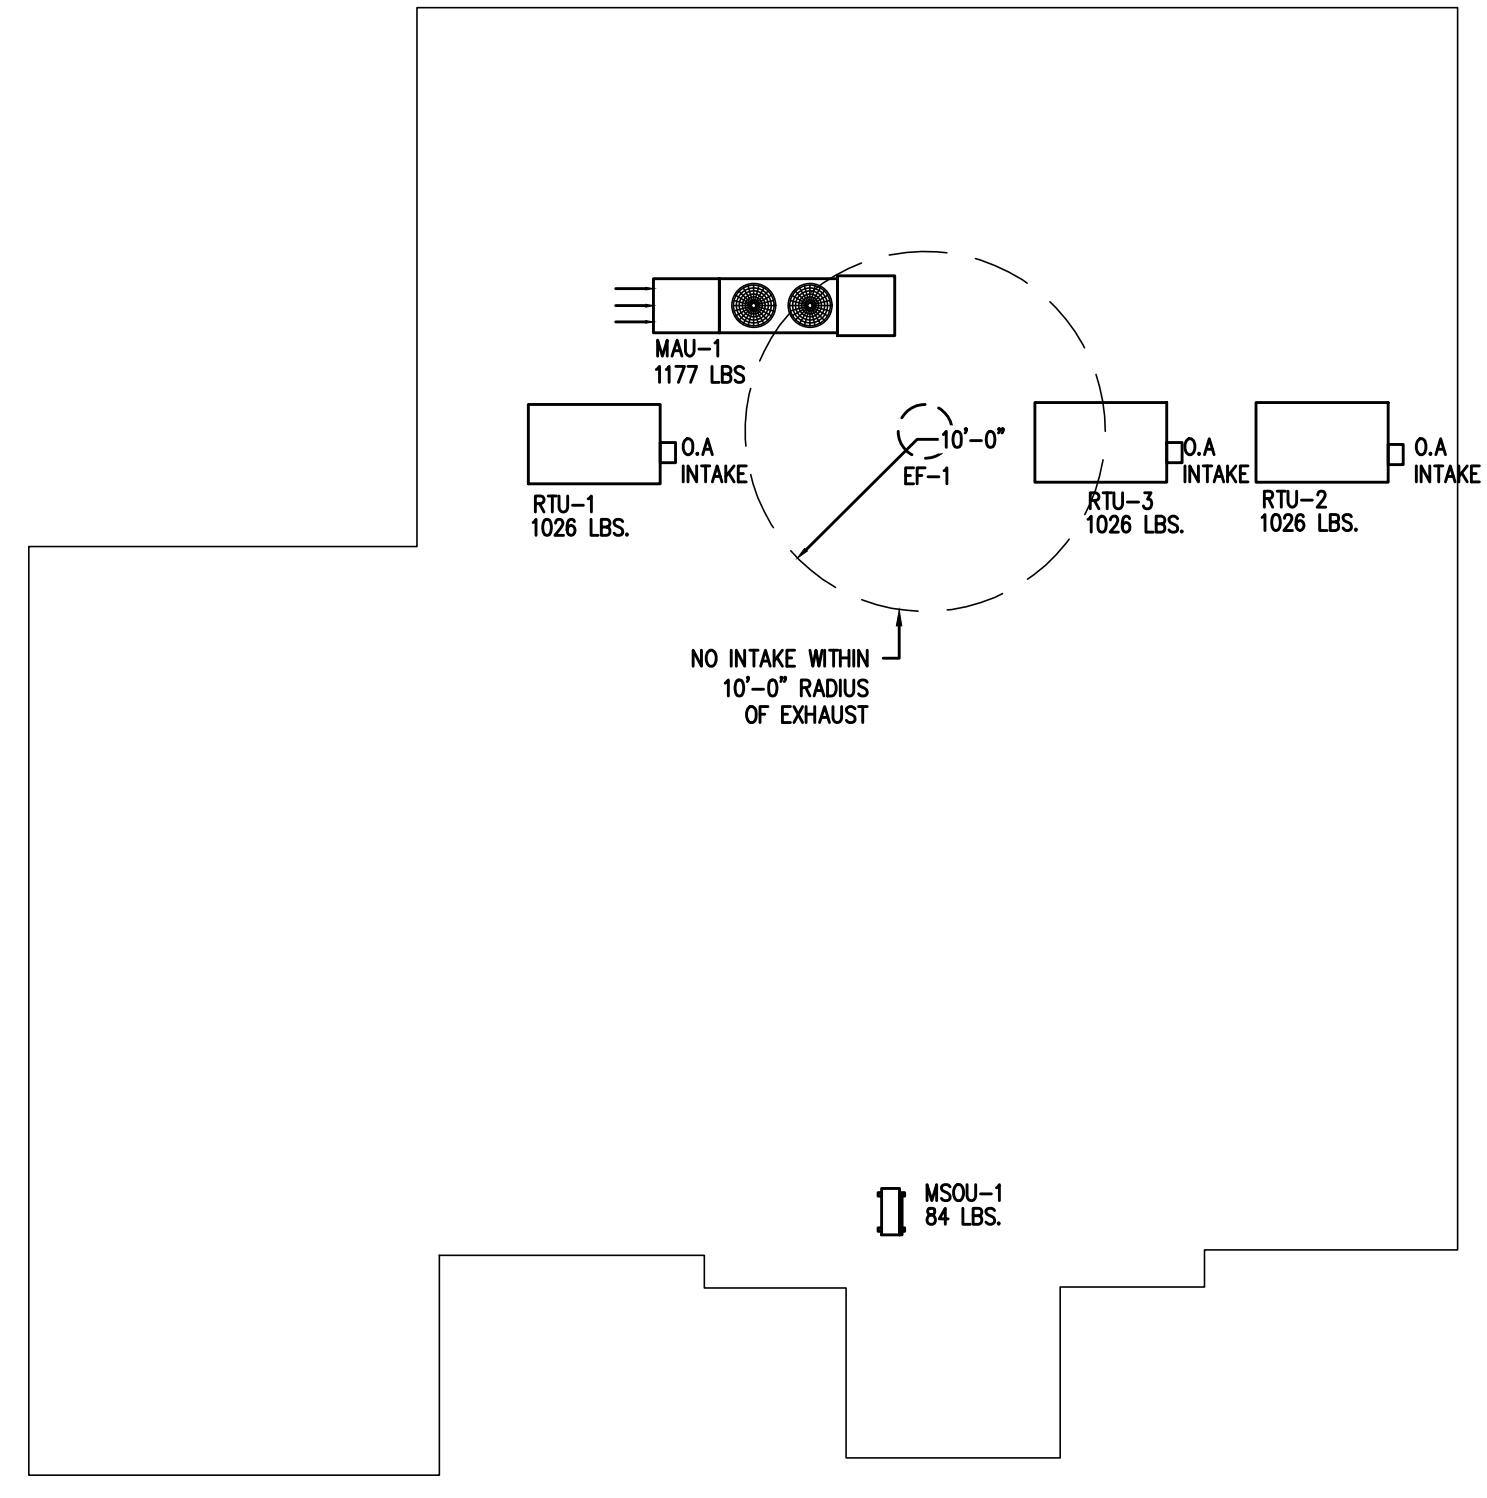 MAU-1
1177 LBS
O.A
INTAKE
RTU-1
1026 LBS.
10'-0"
EF-1
O.A
INTAKE
RTU-3
1026 LBS.
O.A
INTAKE
RTU-2
1026 LBS.
NO INTAKE WITHIN
10'-0" RADIUS
OF EXHAUST
MSOU-1
84 LBS.